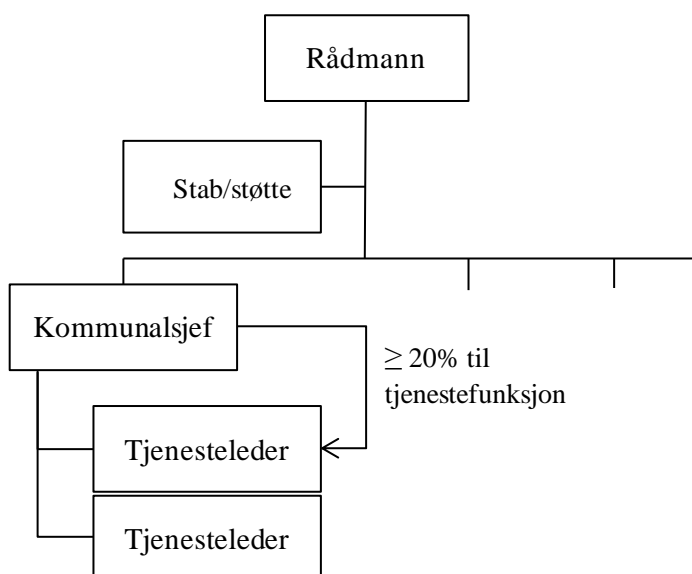 Rådmann
Stab/støtte
Kommunalsjef
≥ 20% til
tjenestefunksjon
Tjenesteleder
Tjenesteleder